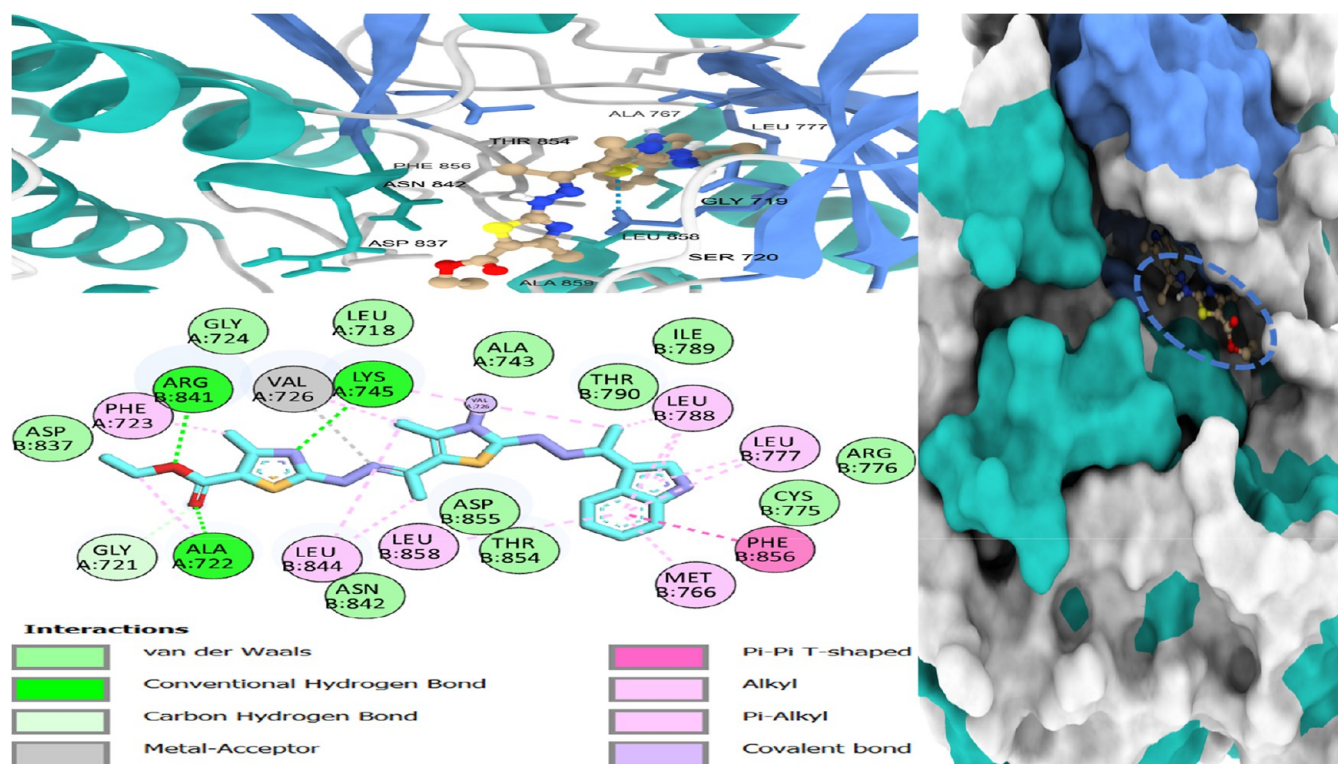 ALA 767
LEU 777
THR 854
PHE 856
ASN 842
GLY 719
ASP 837
LEU 858
SER 720
ALA 859
GLY
A:724
LEU
A:718
ILE
B:789
ALA
A:743
ARG
B:841
VAL
A:726
LYS
A:745
THR
B:790
VAL
A:726
PHE
A:723
LEU
B:788
ASP
B:837
LEU
B:777
ARG
B:776
CYS
B:775
ASP
B:855
GLY
A:721
ALA
A:722
LEU
B:844
LEU
B:858
THR
B:854
PHE
B:856
ASN
B:842
MET
B:766
Interactions
van der Waals
Conventional Hydrogen Bond
Carbon Hydrogen Bond
Metal-Acceptor
Pi-Pi T-shaped
Alkyl
Pi-Alkyl
Covalent bond